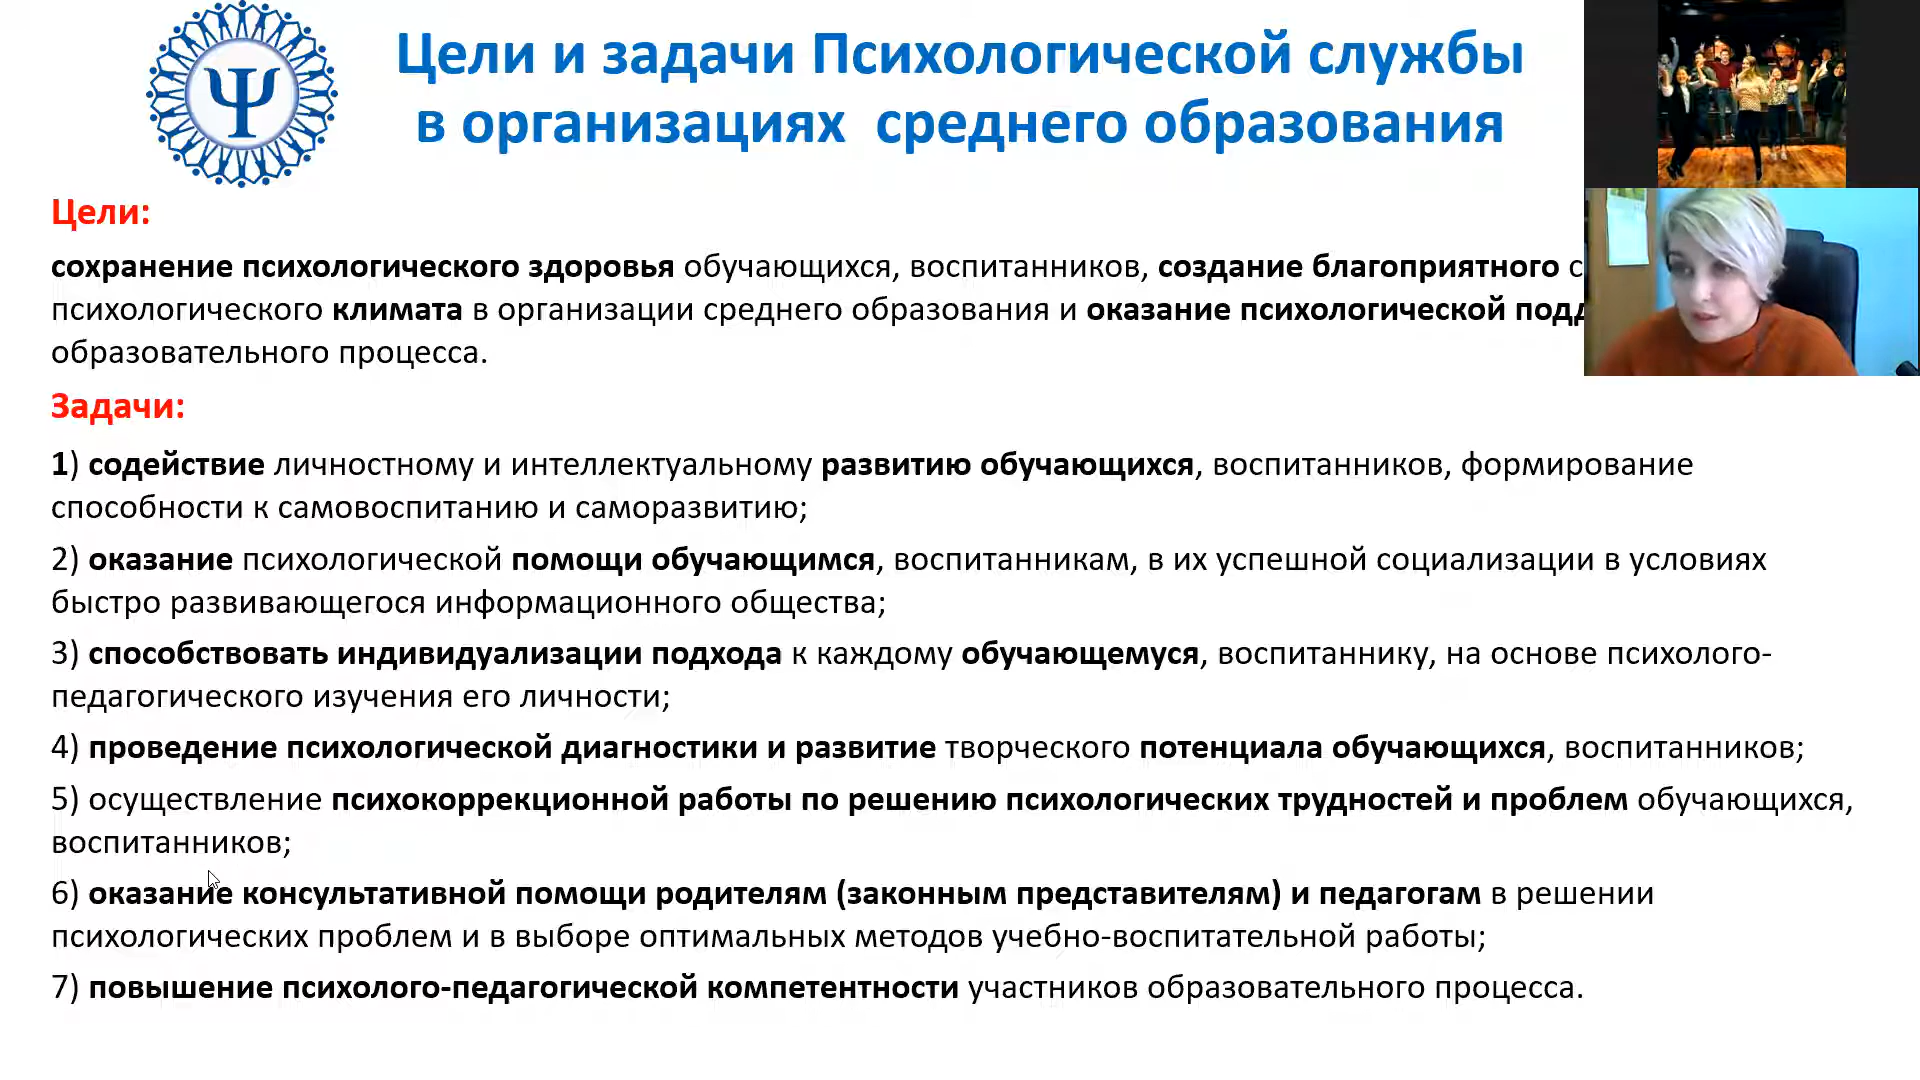 Цели и задачи Психологической службы
в организациях среднего образования
Цели:
сохранение психологического здоровья обучающихся, воспитанников, создание благоприятного
психологического климата в организации среднего образования и оказание психологической
образовательного процесса.
Задачи:
1) содействие личностному и интеллектуальному развитию обучающихся, воспитанников, формирование
способности к самовоспитанию и саморазвитию;
2) оказание психологической помощи обучающимся, воспитанникам, в их успешной социализации в условиях
быстро развивающегося информационного общества;
3) способствовать индивидуализации подхода к каждому обучающемуся, воспитаннику, на основе психолого-
педагогического изучения его личности;
4) проведение психологической диагностики и развитие творческого потенциала обучающихся, воспитанников;
5) осуществление психокоррекционной работы по решению психологических трудностей и проблем обучающихся,
воспитанников;
6) оказание консультативной помощи родителям (законным представителям) и педагогам в решении
психологических проблем и в выборе оптимальных методов учебно-воспитательной работы;
7) повышение психолого-педагогической компетентности участников образовательного процесса.